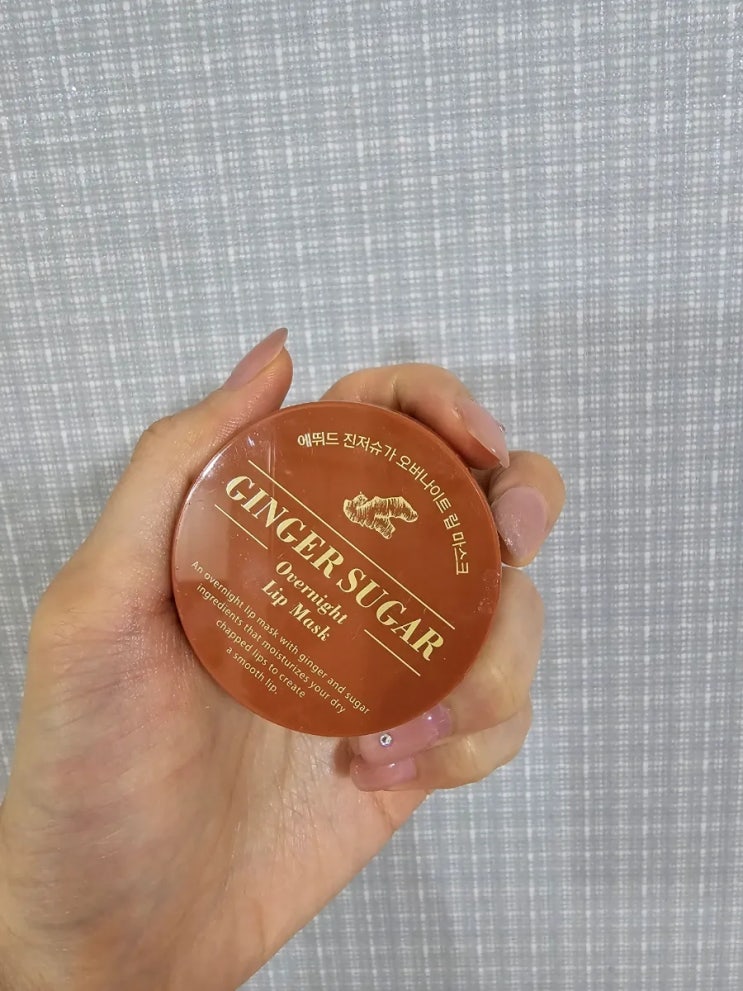 에뛰드 진저슈가 오버나이트 립 마스크
GINGER SUGAR
Overnight
Lip Mask
An overnight lip mask with ginger and sugar
ingredients that moisturizes your dry
chapped lips to create
a smooth lip.